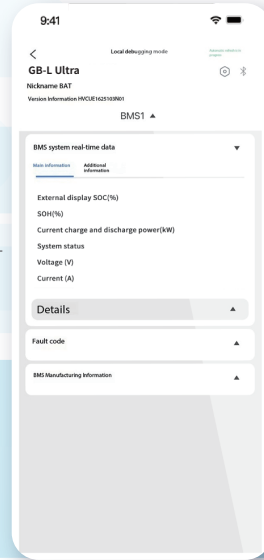 9:41
Local debugging mode
GB-L Ultra
Nickname BAT
Version Information HVCUE1625103N01
BMS1 ▲
BMS system real-time data ▼
Main information Additional information
External display SOC(%)
SOH(%)
Current charge and discharge power(kW)
System status
Voltage (V)
Current (A)
Details ▲
Fault code ▲
BMS Manufacturing Information ▲